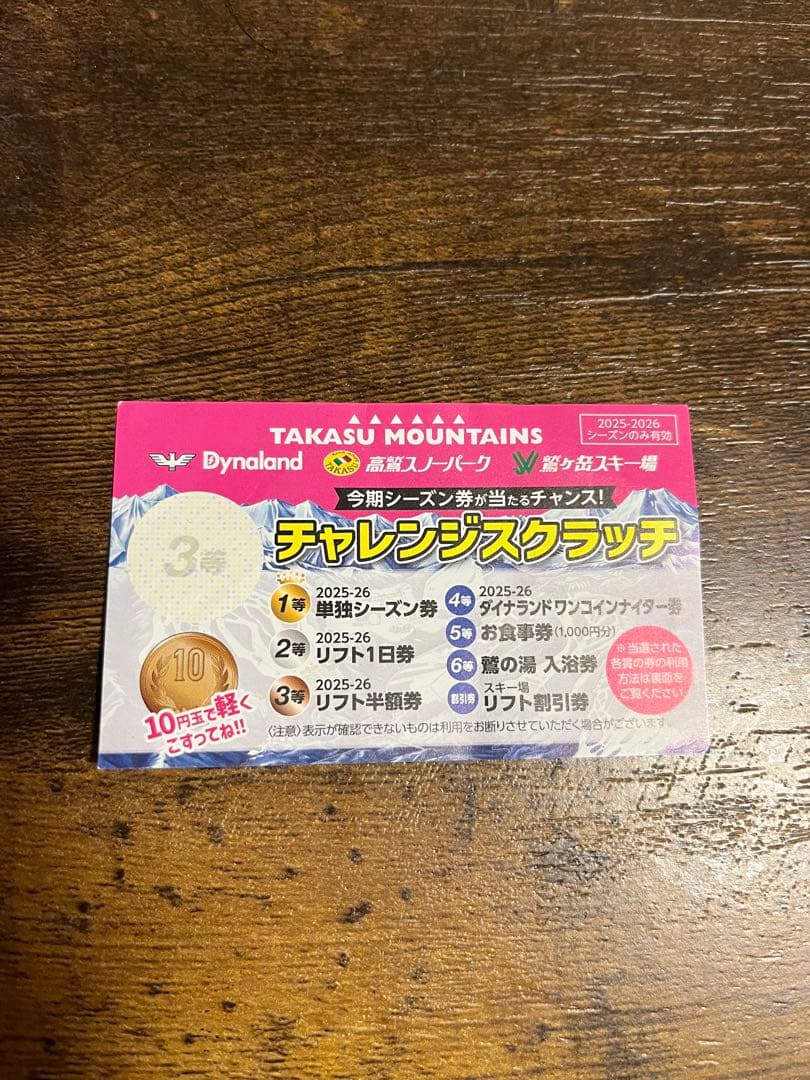 TAKASU MOUNTAINS
2025-2026
シーズンのみ有効
Dynaland
TAKASU
高鷲スノーパーク
鷲ヶ岳スキー場
今期シーズン券が当たるチャンス!
チャレンジスクラッチ
3等
1等 2025-26 単独シーズン券
2等 2025-26 リフト1日券
3等 2025-26 リフト半額券
4等 2025-26 ダイナランドワンコインナイター券
5等 お食事券(1,000円分)
6等 鷲の湯 入浴券
割引券 スキー場 リフト割引券
※当選された
各賞の券の利用
方法は裏面を
ご覧ください
10
10円玉で軽く
こすってね!!
〈注意〉表示が確認できないものは利用をお断りさせていただく場合がございます。